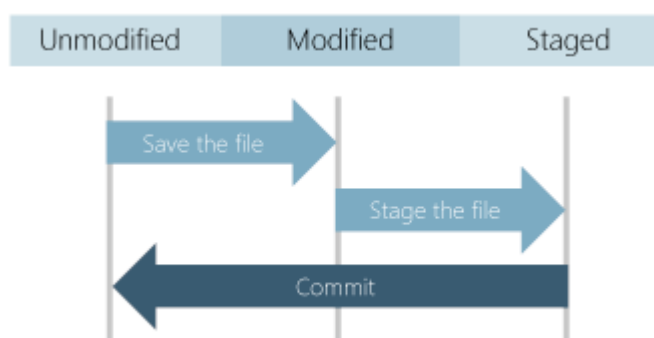 Unmodified Modified Staged
Save the file
Stage the file
Commit